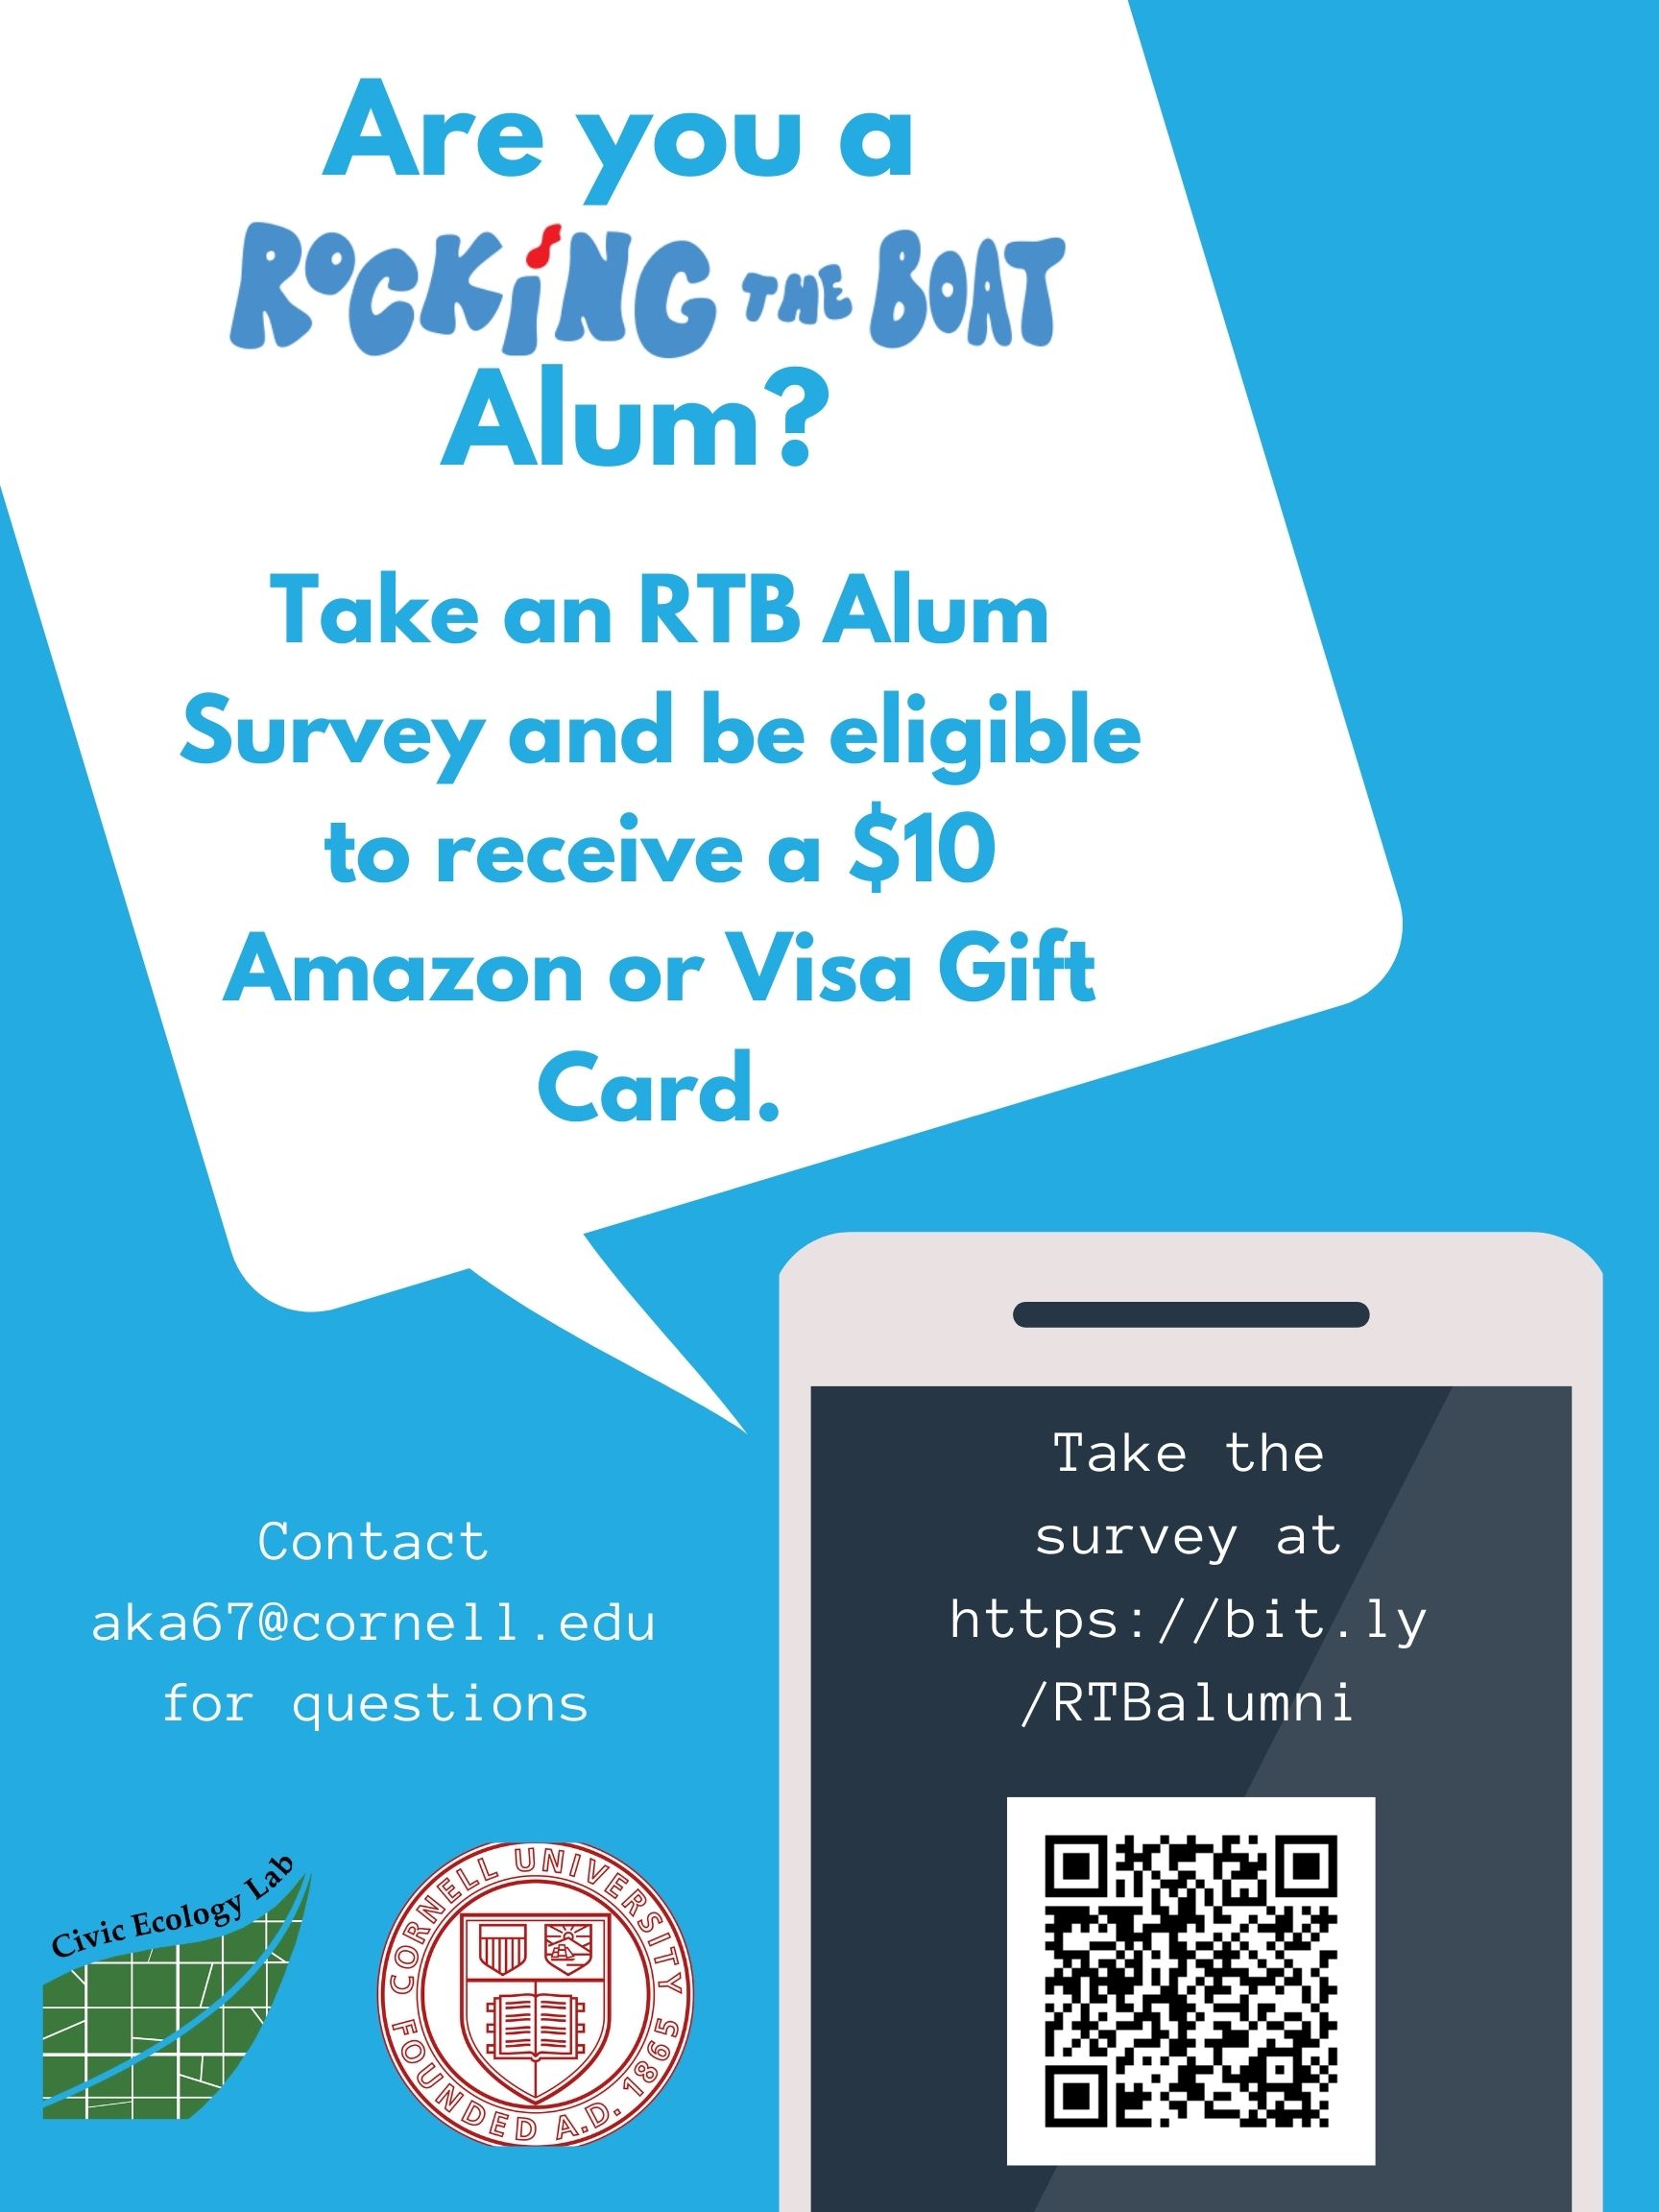 Are you a
ROCKING THE BOAT
Alum?
Take an RTB Alum
Survey and be eligible
to receive a $10
Amazon or Visa Gift
Card.
Contact
aka67@cornell.edu
for questions
Take the
survey at
https://bit.ly
/RTBalumni
Civic Ecology Lab
CORNELL UNIVERSITY
FOUNDED A.D. 1865